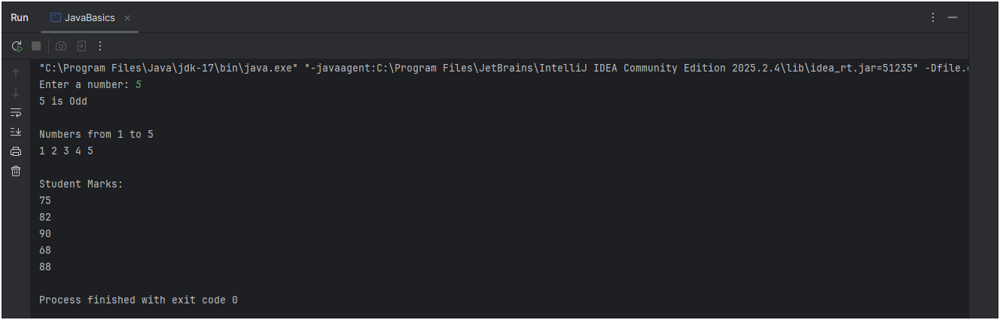 Run JavaBasics
"C:\Program Files\Java\jdk-17\bin\java.exe" "-javaagent:C:\Program Files\JetBrains\IntelliJ IDEA Community Edition 2025.2.4\lib\idea_rt.jar=51235" -Dfile.
Enter a number: 5
5 is Odd
Numbers from 1 to 5
1 2 3 4 5
Student Marks:
75
82
90
68
88
Process finished with exit code 0